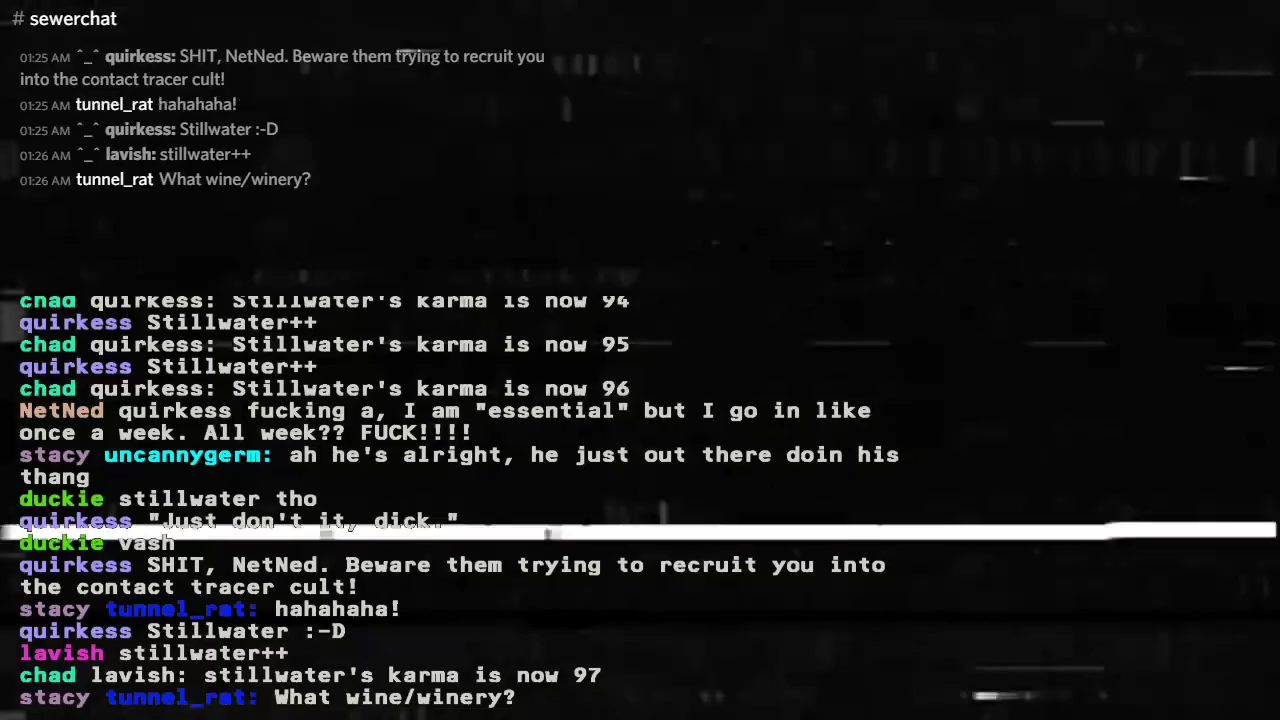 # sewerchat
01:25 AM ^_^ quirkess: SHIT, NetNed. Beware them trying to recruit you
into the contact tracer cult!
01:25 AM tunnel_rat hahahaha!
01:25 AM ^_^ quirkess: Stillwater :-D
01:26 AM ^_^ lavish: stillwater++
01:26 AM tunnel_rat What wine/winery?
chad quirkess: Stillwater's karma is now 94
quirkess Stillwater++
chad quirkess: Stillwater's karma is now 95
quirkess Stillwater++
chad quirkess: Stillwater's karma is now 96
NetNed quirkess fucking a, I am "essential" but I go in like
once a week. All week?? FUCK!!!!
stacy uncannygerm: ah he's alright, he just out there doin his
thang
duckie stillwater tho
quirkess "Just don't it, dick."
duckie vash
quirkess SHIT, NetNed. Beware them trying to recruit you into
the contact tracer cult!
stacy tunnel_rat: hahahaha!
quirkess Stillwater :-D
lavish stillwater++
chad lavish: stillwater's karma is now 97
stacy tunnel_rat: What wine/winery?